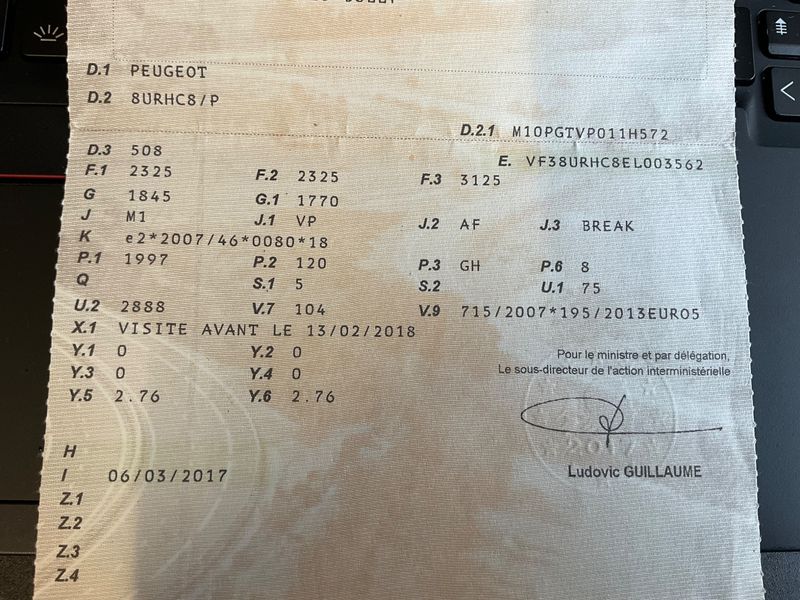 D.1 PEUGEOT
D.2 8URHC8/P
D.2.1 M10PGTVP011H572
D.3 508
E. VF38URHC8EL003562
F.1 2325 F.2 2325 F.3 3125
G 1845 G.1 1770
J M1 J.1 VP J.2 AF J.3 BREAK
K e2*2007/46*0080*18
P.1 1997 P.2 120 P.3 GH P.6 8
Q S.1 5 S.2 U.1 75
U.2 2888 V.7 104 V.9 715/2007*195/2013EURO5
X.1 VISITE AVANT LE 13/02/2018
Y.1 0 Y.2 0
Y.3 0 Y.4 0
Y.5 2.76 Y.6 2.76
Pour le ministre et par délégation,
Le sous-directeur de l'action interministérielle
2017
Ludovic GUILLAUME
H
I 06/03/2017
Z.1
Z.2
Z.3
Z.4